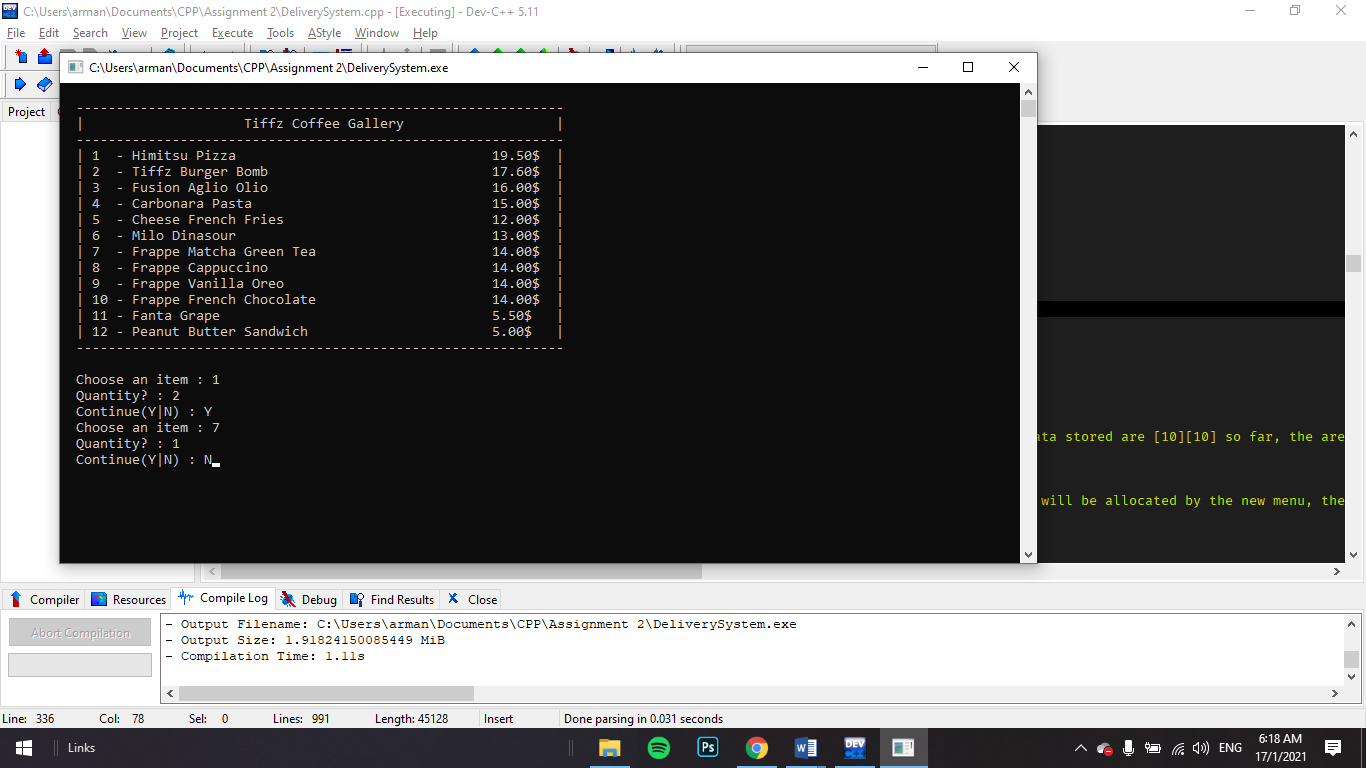 C:\Users\arman\Documents\CPP\Assignment 2\DeliverySystem.cpp - [Executing] - Dev-C++ 5.11
File Edit Search View Project Execute Tools AStyle Window Help
C:\Users\arman\Documents\CPP\Assignment 2\DeliverySystem.exe
Project
------------------------------------------------------------
| Tiffz Coffee Gallery |
------------------------------------------------------------
| 1 - Himitsu Pizza 19.50$ |
| 2 - Tiffz Burger Bomb 17.60$ |
| 3 - Fusion Aglio Olio 16.00$ |
| 4 - Carbonara Pasta 15.00$ |
| 5 - Cheese French Fries 12.00$ |
| 6 - Milo Dinasour 13.00$ |
| 7 - Frappe Matcha Green Tea 14.00$ |
| 8 - Frappe Cappuccino 14.00$ |
| 9 - Frappe Vanilla Oreo 14.00$ |
| 10 - Frappe French Chocolate 14.00$ |
| 11 - Fanta Grape 5.50$ |
| 12 - Peanut Butter Sandwich 5.00$ |
------------------------------------------------------------
Choose an item : 1
Quantity? : 2
Continue(Y|N) : Y
Choose an item : 7
Quantity? : 1
Continue(Y|N) : N
ata stored are [10][10] so far, the are
will be allocated by the new menu, the
Compiler Resources Compile Log Debug Find Results Close
Abort Compilation
- Output Filename: C:\Users\arman\Documents\CPP\Assignment 2\DeliverySystem.exe
- Output Size: 1.91824150085449 MiB
- Compilation Time: 1.11s
Line: 336 Col: 78 Sel: 0 Lines: 991 Length: 45128 Insert Done parsing in 0.031 seconds
Links
Ps
DEV
ENG
6:18 AM
17/1/2021